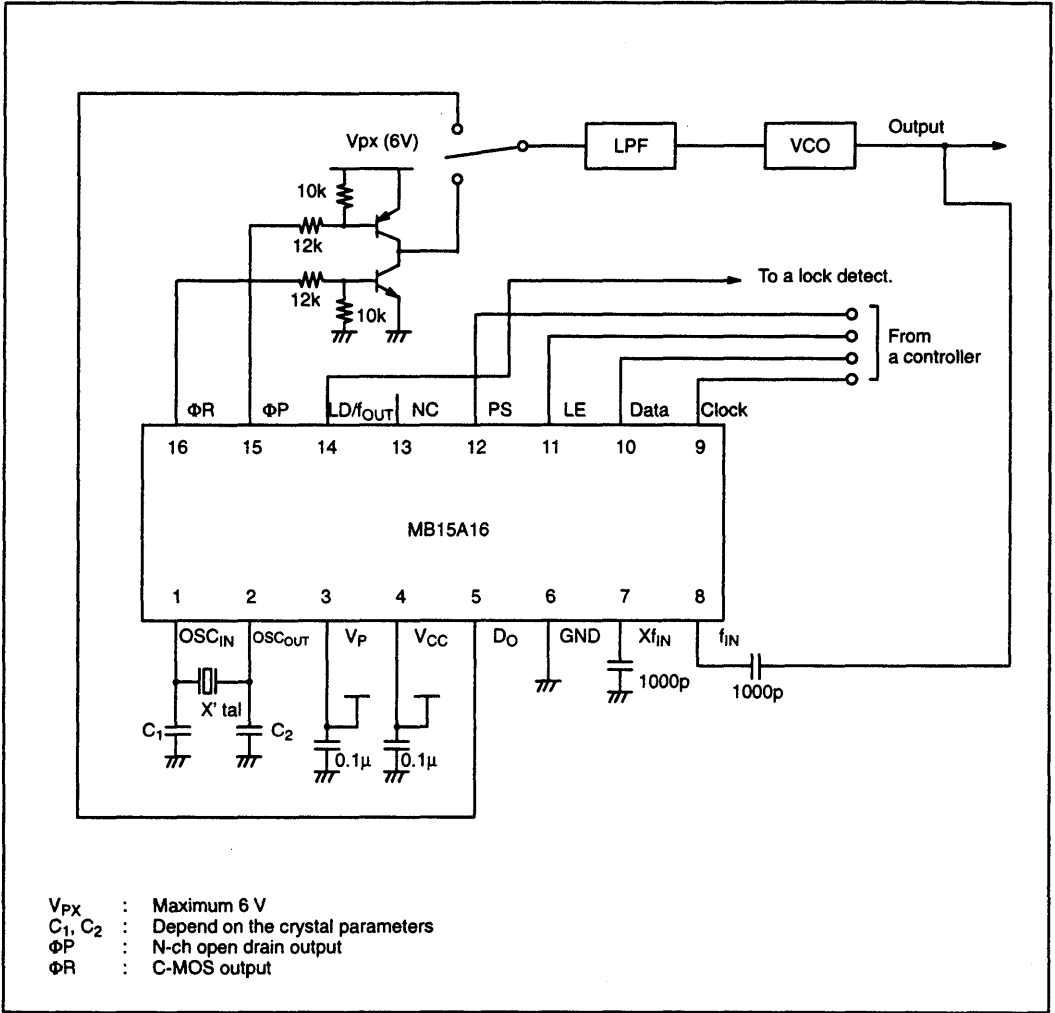 Output
Vpx (6V)
LPF
VCO
10k
12k
To a lock detect.
12k
10k
From
a controller
ΦR ΦP LD/fOUT NC PS LE Data Clock
16 15 14 13 12 11 10 9
MB15A16
1 2 3 4 5 6 7 8
OSCIN OSCOUT VP VCC DO GND XfIN fIN
1000p
1000p
X' tal
C1 C2
0.1μ 0.1μ
VPX : Maximum 6 V
C1, C2 : Depend on the crystal parameters
ΦP : N-ch open drain output
ΦR : C-MOS output